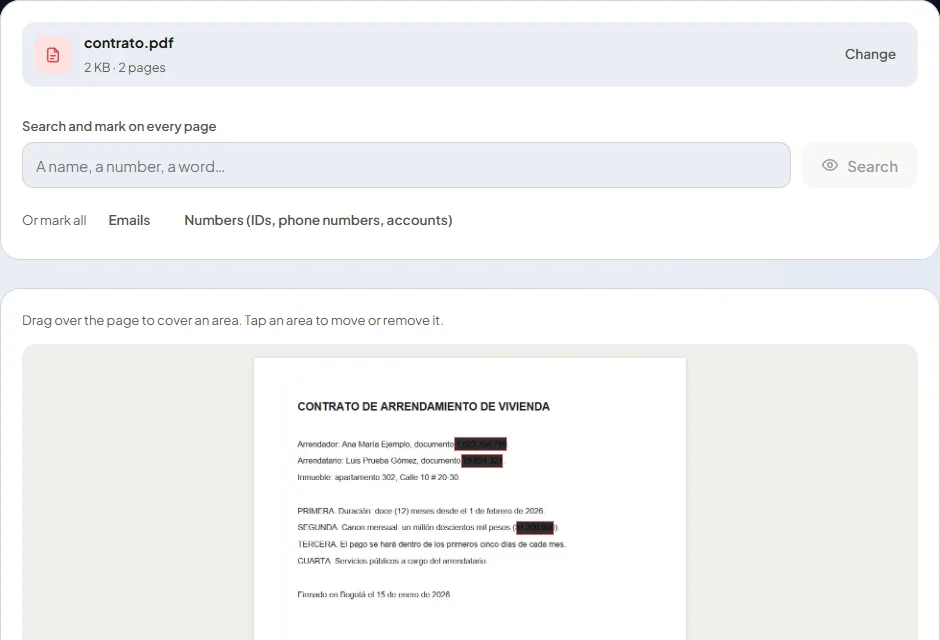 contrato.pdf
2 KB · 2 pages
Change
Search and mark on every page
A name, a number, a word...
Search
Or mark all Emails Numbers (IDs, phone numbers, accounts)
Drag over the page to cover an area. Tap an area to move or remove it.
CONTRATO DE ARRENDAMIENTO DE VIVIENDA
Arrendador: Ana María Ejemplo, documento
Arrendatario: Luis Prueba Gómez, documento
Inmueble: apartamento 302, Calle 10 # 20-30
PRIMERA. Duración: doce (12) meses desde el 1 de febrero de 2026.
SEGUNDA. Canon mensual: un millón doscientos mil pesos (
TERCERA. El pago se hará dentro de los primeros cinco días de cada mes.
CUARTA. Servicios públicos a cargo del arrendatario
Firmado en Bogotá el 15 de enero de 2026